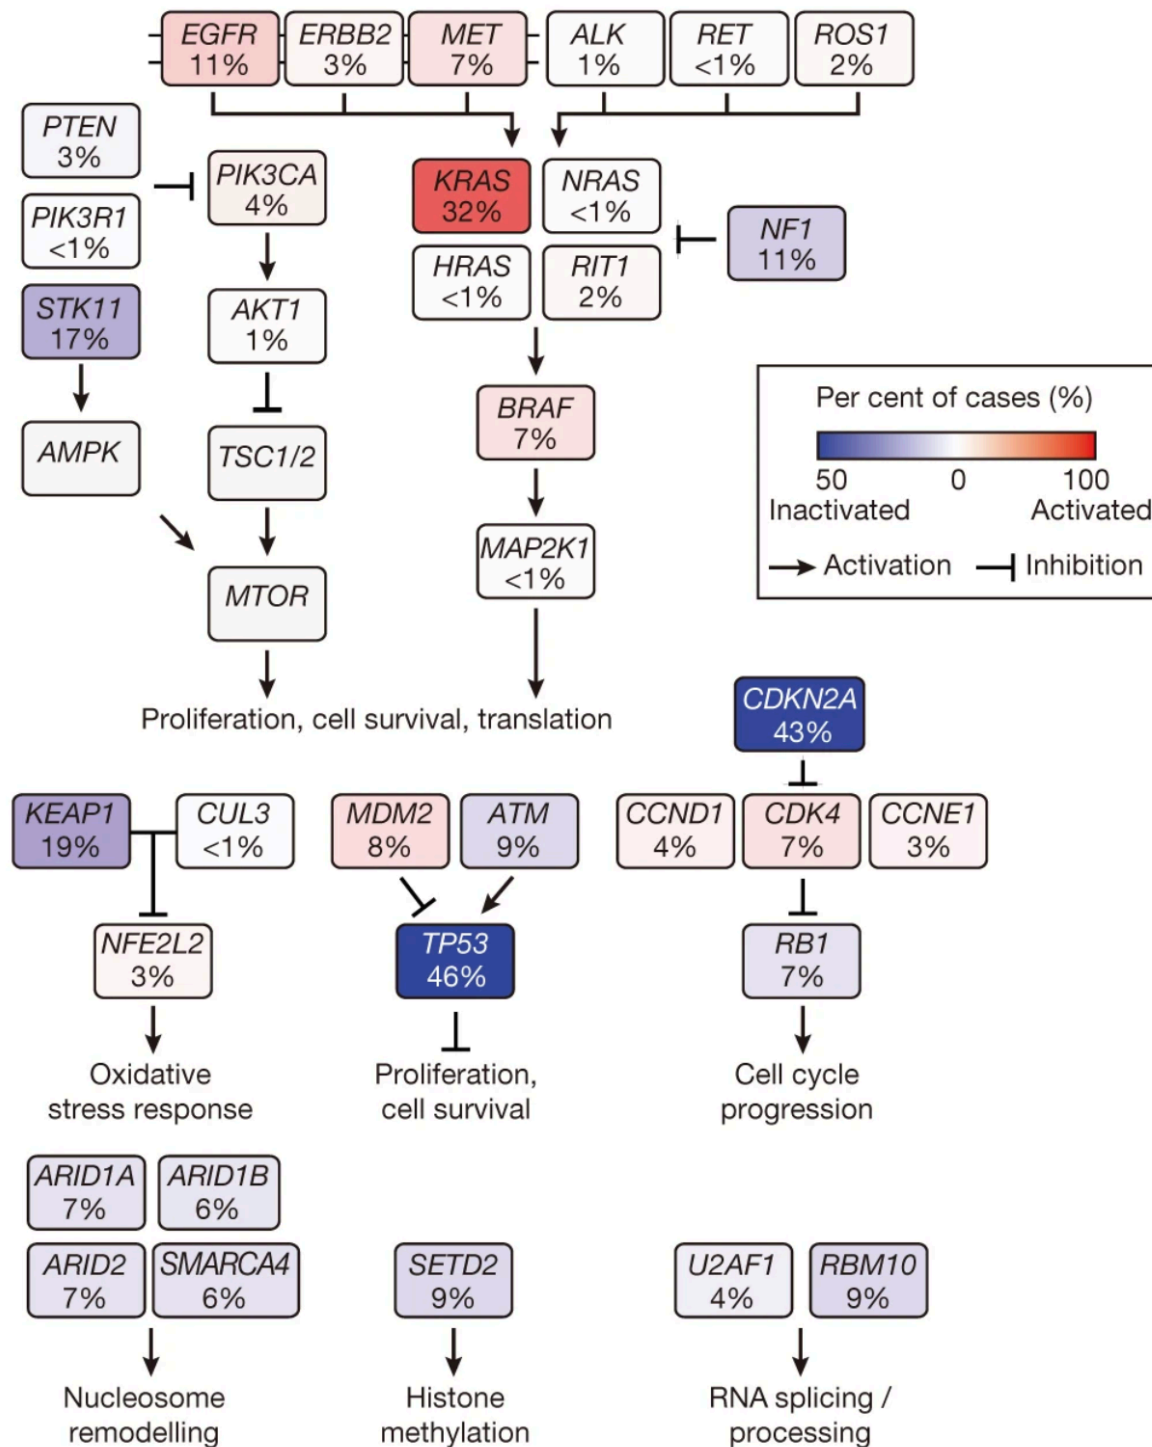 EGFR
11%
ERBB2
3%
MET
7%
ALK
1%
RET
<1%
ROS1
2%
PTEN
3%
PIK3R1
<1%
STK11
17%
AMPK
PIK3CA
4%
AKT1
1%
TSC1/2
MTOR
KRAS
32%
NRAS
<1%
HRAS
<1%
RIT1
2%
NF1
11%
BRAF
7%
MAP2K1
<1%
Proliferation, cell survival, translation
Per cent of cases (%)
50
0
100
Inactivated
Activated
Activation
Inhibition
KEAP1
19%
CUL3
<1%
NFE2L2
3%
Oxidative
stress response
MDM2
8%
ATM
9%
TP53
46%
Proliferation,
cell survival
CDKN2A
43%
CCND1
4%
CDK4
7%
CCNE1
3%
RB1
7%
Cell cycle
progression
ARID1A
7%
ARID1B
6%
ARID2
7%
SMARCA4
6%
Nucleosome
remodelling
SETD2
9%
Histone
methylation
U2AF1
4%
RBM10
9%
RNA splicing /
processing